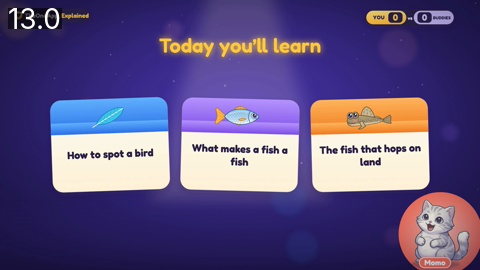 13.0
Explained
YOU 0 vs 0 BUDDIES
Today you'll learn
How to spot a bird
What makes a fish a
fish
The fish that hops on
land
Momo